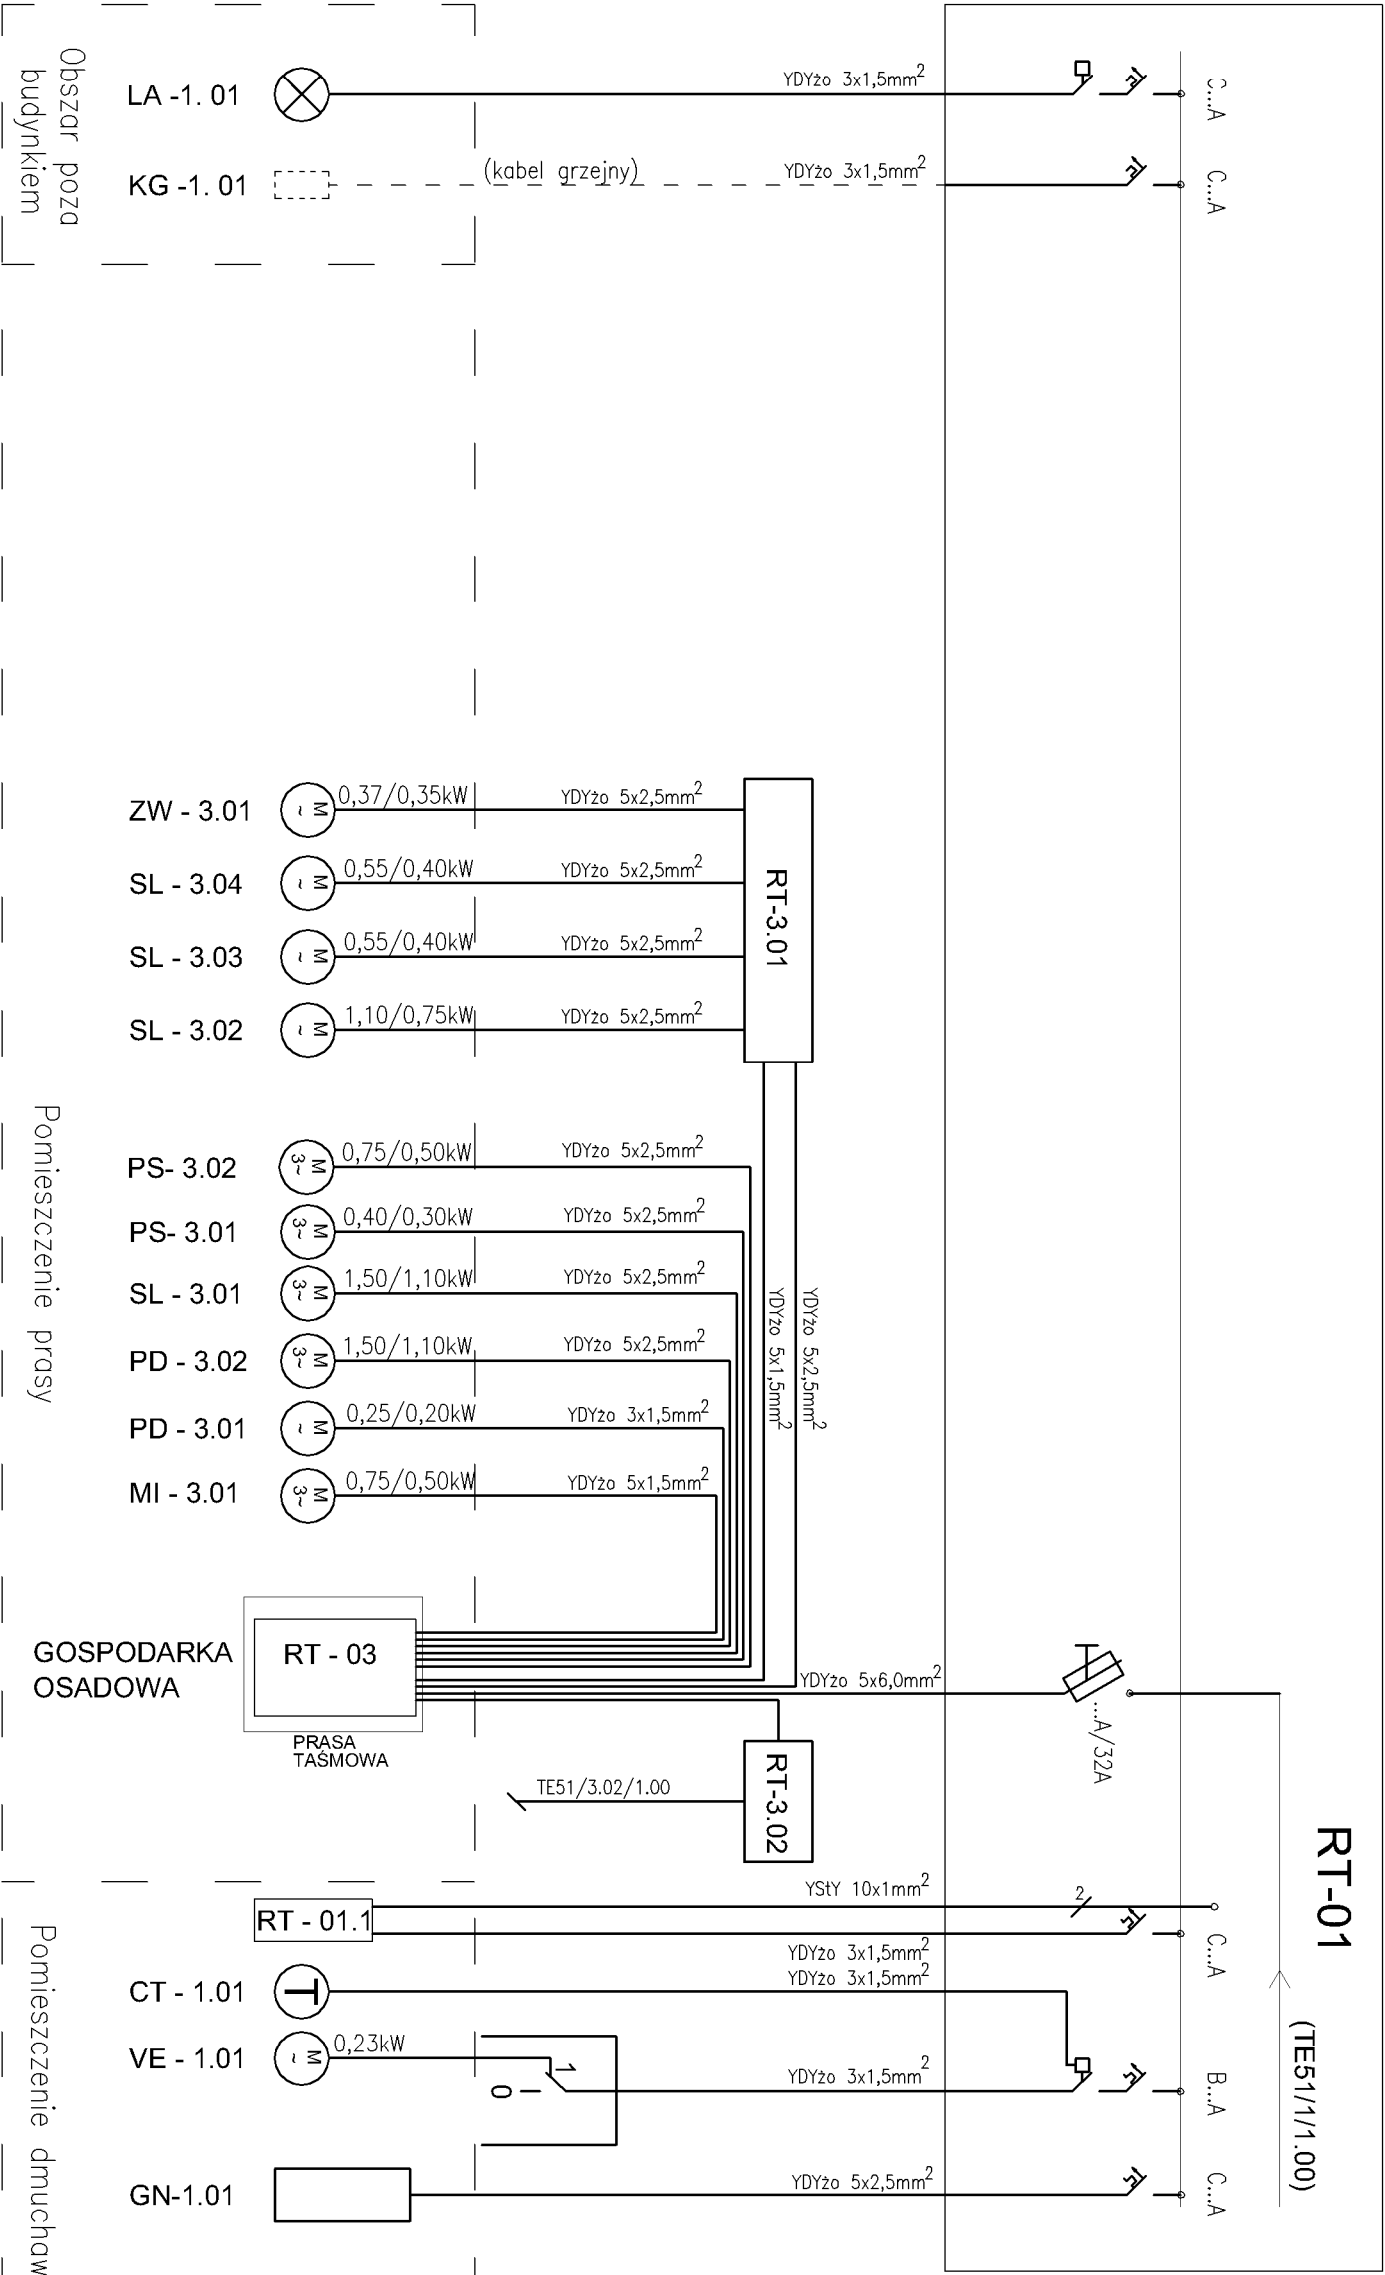 Obszar poza
budynkiem
LA -1. 01
YDYżo 3x1,5mm²
C...A
KG -1. 01
(kabel grzejny)
YDYżo 3x1,5mm²
C...A
ZW - 3.01
M
~
0,37/0,35kW
YDYżo 5x2,5mm²
SL - 3.04
M
~
0,55/0,40kW
YDYżo 5x2,5mm²
RT-3.01
SL - 3.03
M
~
0,55/0,40kW
YDYżo 5x2,5mm²
SL - 3.02
M
~
1,10/0,75kW
YDYżo 5x2,5mm²
Pomieszczenie prasy
PS- 3.02
M
3~
0,75/0,50kW
YDYżo 5x2,5mm²
PS- 3.01
M
3~
0,40/0,30kW
YDYżo 5x2,5mm²
SL - 3.01
M
3~
1,50/1,10kW
YDYżo 5x2,5mm²
YDYżo 5x1,5mm²
YDYżo 5x2,5mm²
PD - 3.02
M
3~
1,50/1,10kW
YDYżo 5x2,5mm²
PD - 3.01
M
~
0,25/0,20kW
YDYżo 3x1,5mm²
MI - 3.01
M
3~
0,75/0,50kW
YDYżo 5x1,5mm²
GOSPODARKA
OSADOWA
RT - 03
PRASA
TAŚMOWA
YDYżo 5x6,0mm²
...A/32A
RT-3.02
TE51/3.02/1.00
RT-01
(TE51/1/1.00)
Pomieszczenie dmuchaw
RT - 01.1
YStY 10x1mm²
2
YDYżo 3x1,5mm²
C...A
CT - 1.01
T
YDYżo 3x1,5mm²
VE - 1.01
M
~
0,23kW
1
0
YDYżo 3x1,5mm²
B...A
GN-1.01
YDYżo 5x2,5mm²
C...A